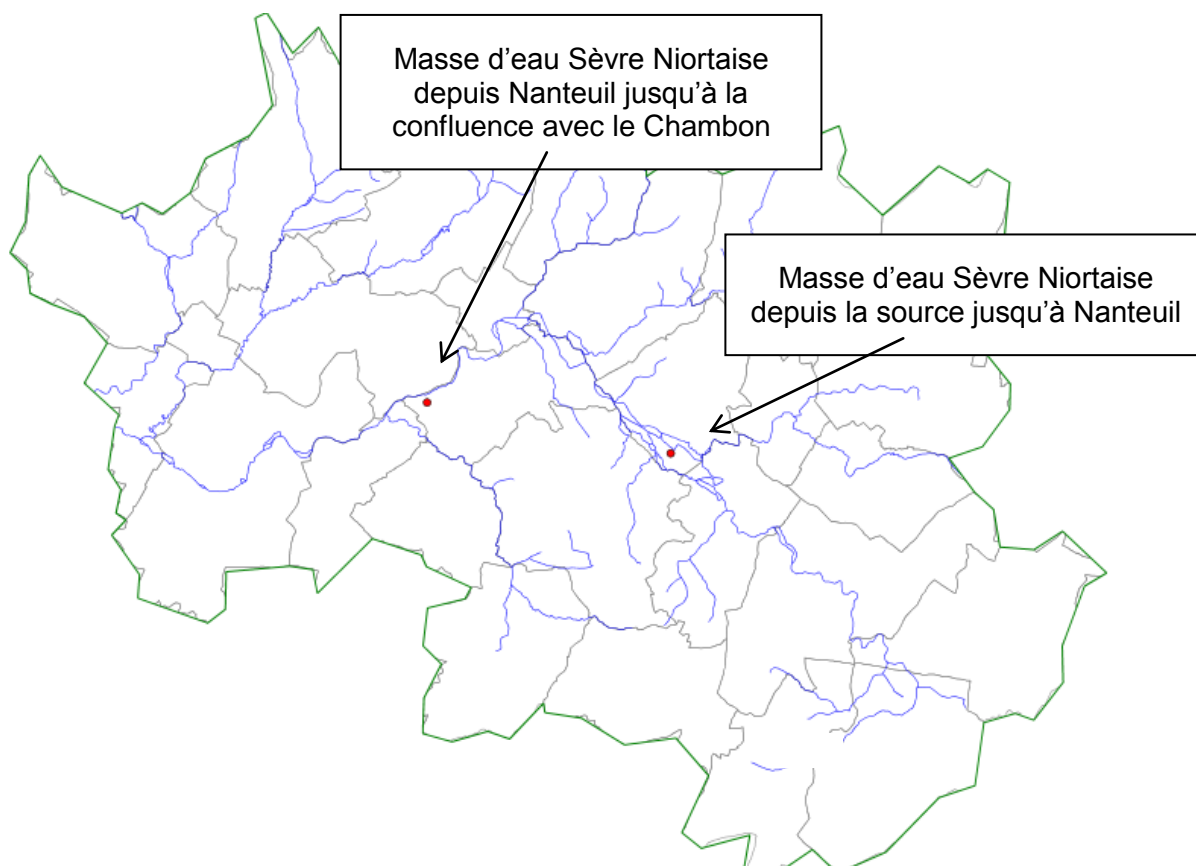 Masse d'eau Sèvre Niortaise
depuis Nanteuil jusqu'à la
confluence avec le Chambon
Masse d'eau Sèvre Niortaise
depuis la source jusqu'à Nanteuil